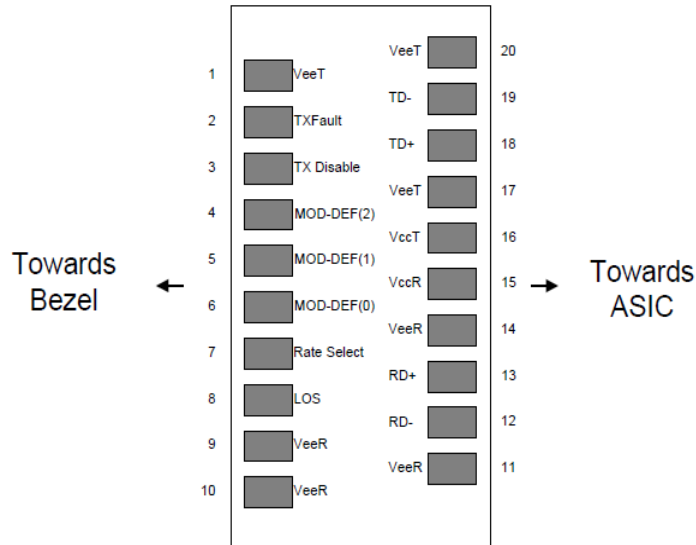 VeeT 20
1 VeeT
TD- 19
2 TXFault
TD+ 18
3 TX Disable
VeeT 17
4 MOD-DEF(2)
VccT 16
5 MOD-DEF(1)
Towards
Bezel
VccR 15
Towards
ASIC
6 MOD-DEF(0)
VeeR 14
7 Rate Select
RD+ 13
8 LOS
RD- 12
9 VeeR
VeeR 11
10 VeeR